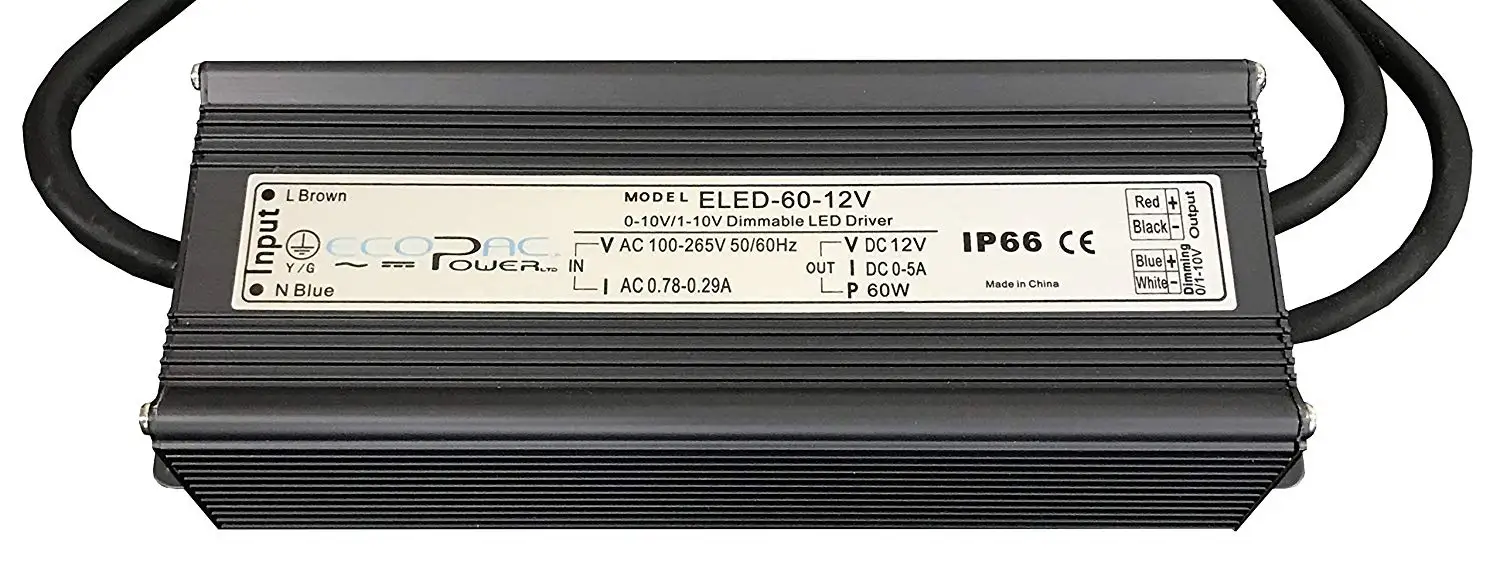 Input
L Brown
Y/G
N Blue
ECOPAC
POWER LTD
MODEL ELED-60-12V
0-10V/1-10V Dimmable LED Driver
IN
V AC 100-265V 50/60Hz
I AC 0.78-0.29A
OUT
V DC 12V
I DC 0-5A
P 60W
IP66 CE
Made in China
Red +
Black -
Output
Blue +
White -
Dimming
0/1-10V